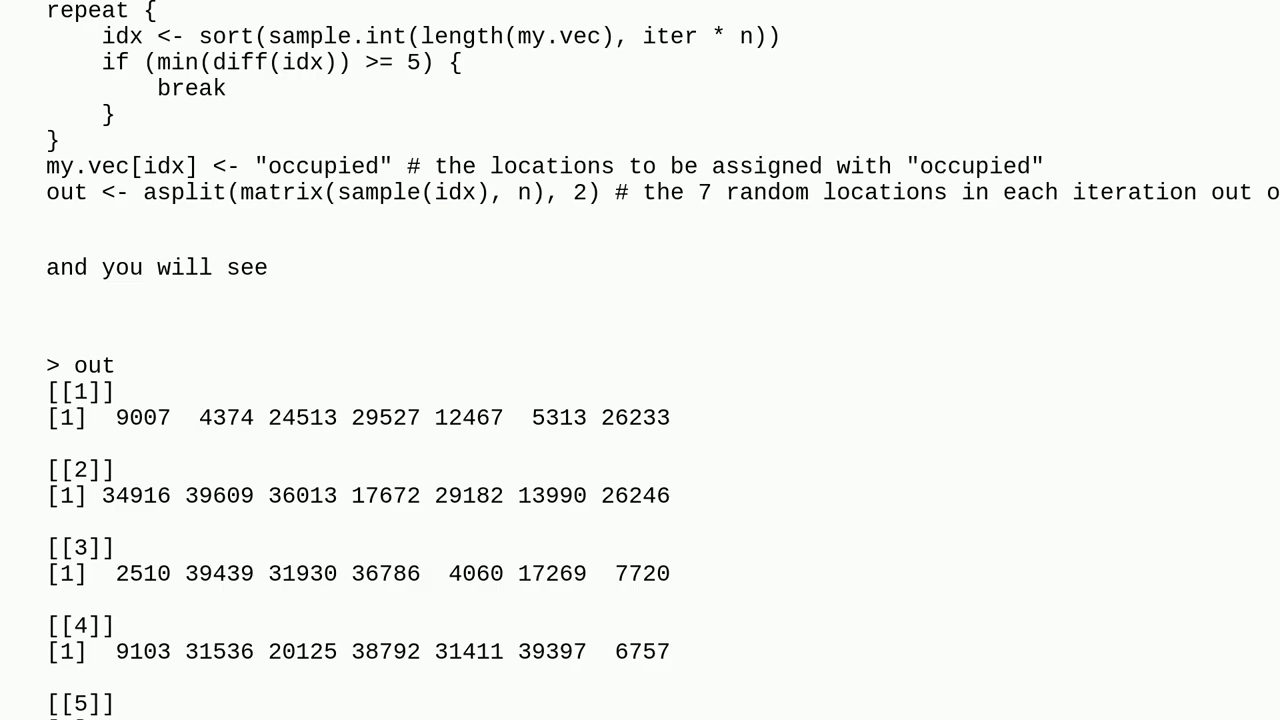 repeat {
    idx <- sort(sample.int(length(my.vec), iter * n))
    if (min(diff(idx)) >= 5) {
        break
    }
}
my.vec[idx] <- "occupied" # the locations to be assigned with "occupied"
out <- asplit(matrix(sample(idx), n), 2) # the 7 random locations in each iteration out o
and you will see
> out
[[1]]
[1]  9007  4374 24513 29527 12467  5313 26233
[[2]]
[1] 34916 39609 36013 17672 29182 13990 26246
[[3]]
[1]  2510 39439 31930 36786  4060 17269  7720
[[4]]
[1]  9103 31536 20125 38792 31411 39397  6757
[[5]]